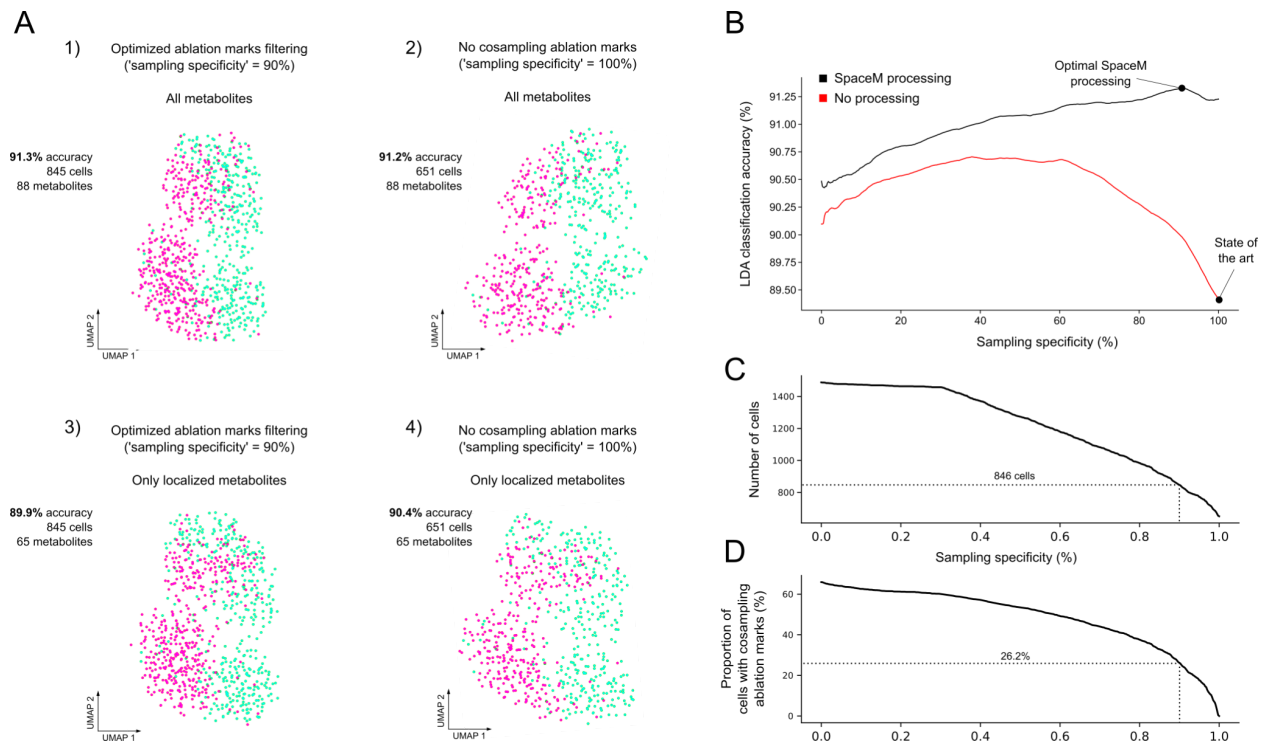 A
1)
Optimized ablation marks filtering
('sampling specificity' = 90%)
All metabolites
91.3% accuracy
845 cells
88 metabolites
UMAP 2
UMAP 1
2)
No cosampling ablation marks
('sampling specificity' = 100%)
All metabolites
91.2% accuracy
651 cells
88 metabolites
UMAP 2
UMAP 1
3)
Optimized ablation marks filtering
('sampling specificity' = 90%)
Only localized metabolites
89.9% accuracy
845 cells
65 metabolites
UMAP 2
UMAP 1
4)
No cosampling ablation marks
('sampling specificity' = 100%)
Only localized metabolites
90.4% accuracy
651 cells
65 metabolites
UMAP 2
UMAP 1
B
SpaceM processing
No processing
Optimal SpaceM
processing
State of
the art
LDA classification accuracy (%)
91.25
91.00
90.75
90.50
90.25
90.00
89.75
89.50
0 20 40 60 80 100
Sampling specificity (%)
C
Number of cells
1400
1200
1000
800
846 cells
0.0 0.2 0.4 0.6 0.8 1.0
Sampling specificity (%)
D
Proportion of
cells with cosampling
ablation marks (%)
60
40
20
0
26.2%
0.0 0.2 0.4 0.6 0.8 1.0